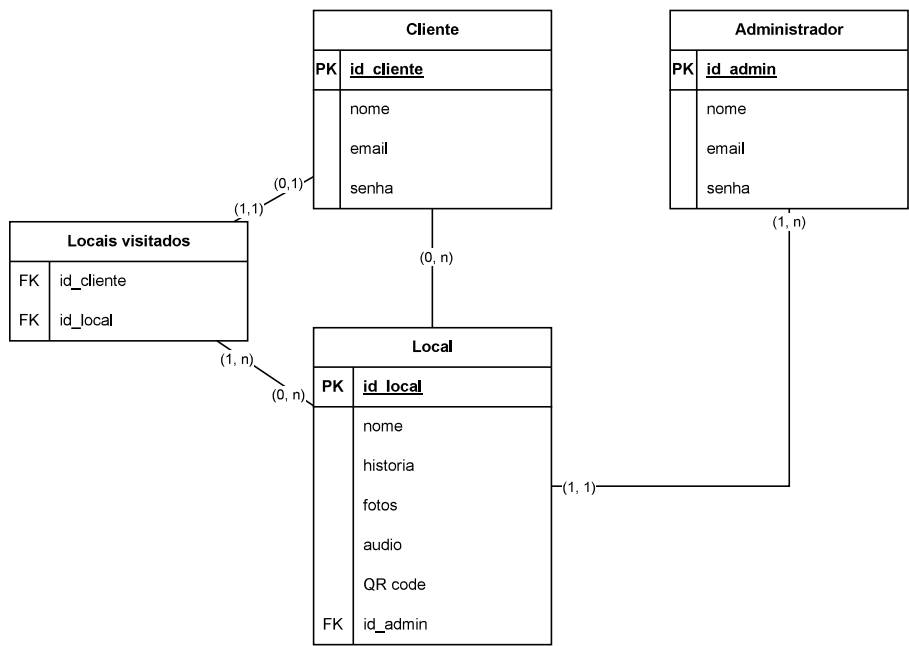 Cliente
PK id_cliente
nome
email
senha
Administrador
PK id_admin
nome
email
senha
(0,1)
(1,1)
(1, n)
(0, n)
Locais visitados
FK id_cliente
FK id_local
(1, n)
(0, n)
Local
PK id_local
nome
historia
fotos
audio
QR code
FK id_admin
(1, 1)